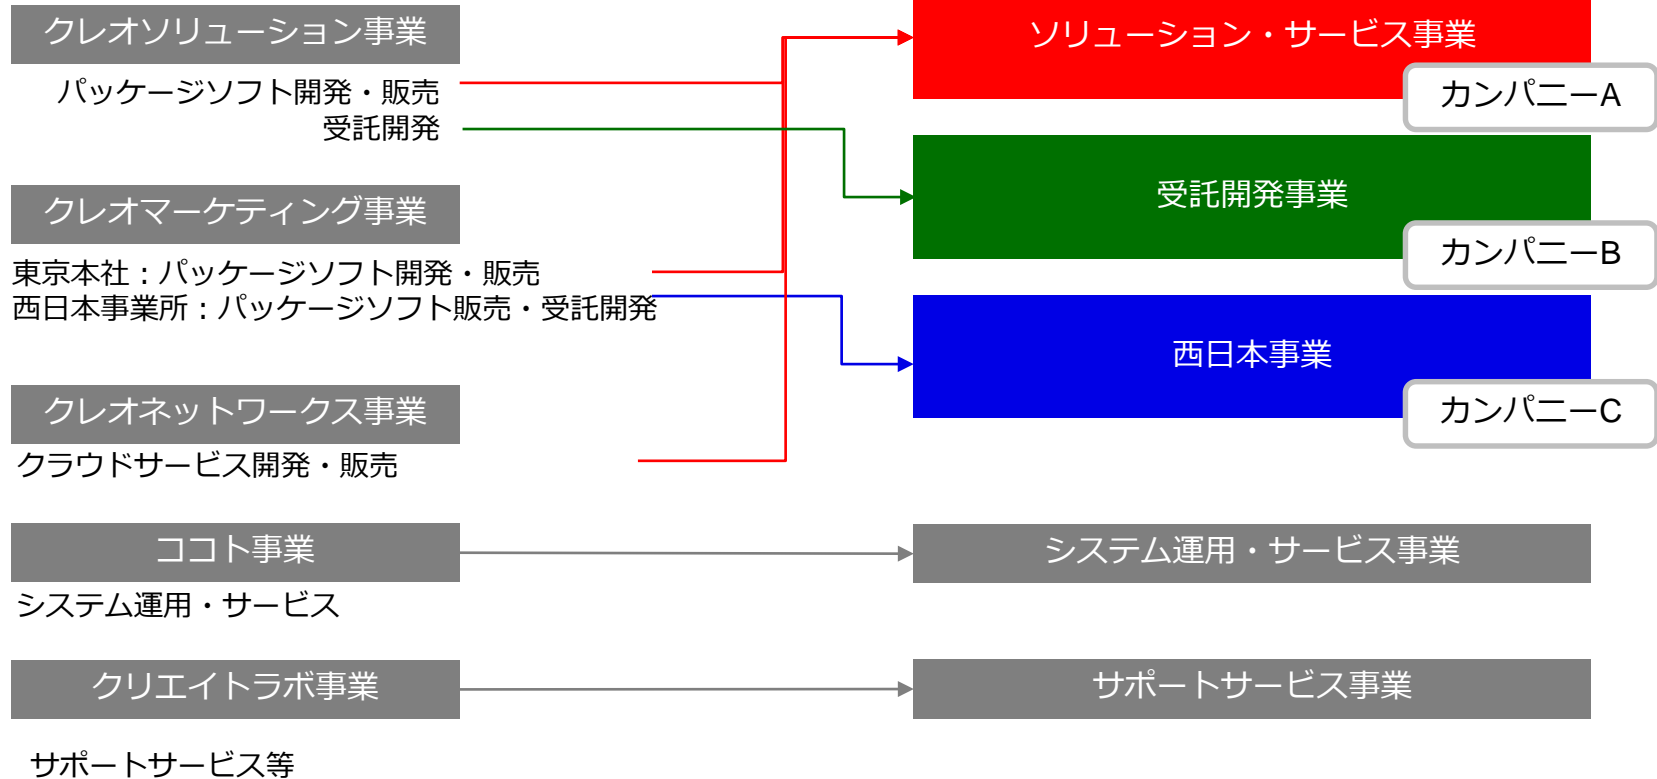 クレオソリューション事業
パッケージソフト開発・販売
受託開発
クレオマーケティング事業
東京本社：パッケージソフト開発・販売
西日本事業所：パッケージソフト販売・受託開発
クレオネットワークス事業
クラウドサービス開発・販売
ココト事業
システム運用・サービス
クリエイトラボ事業
サポートサービス等
ソリューション・サービス事業
カンパニーA
受託開発事業
カンパニーB
西日本事業
カンパニーC
システム運用・サービス事業
サポートサービス事業